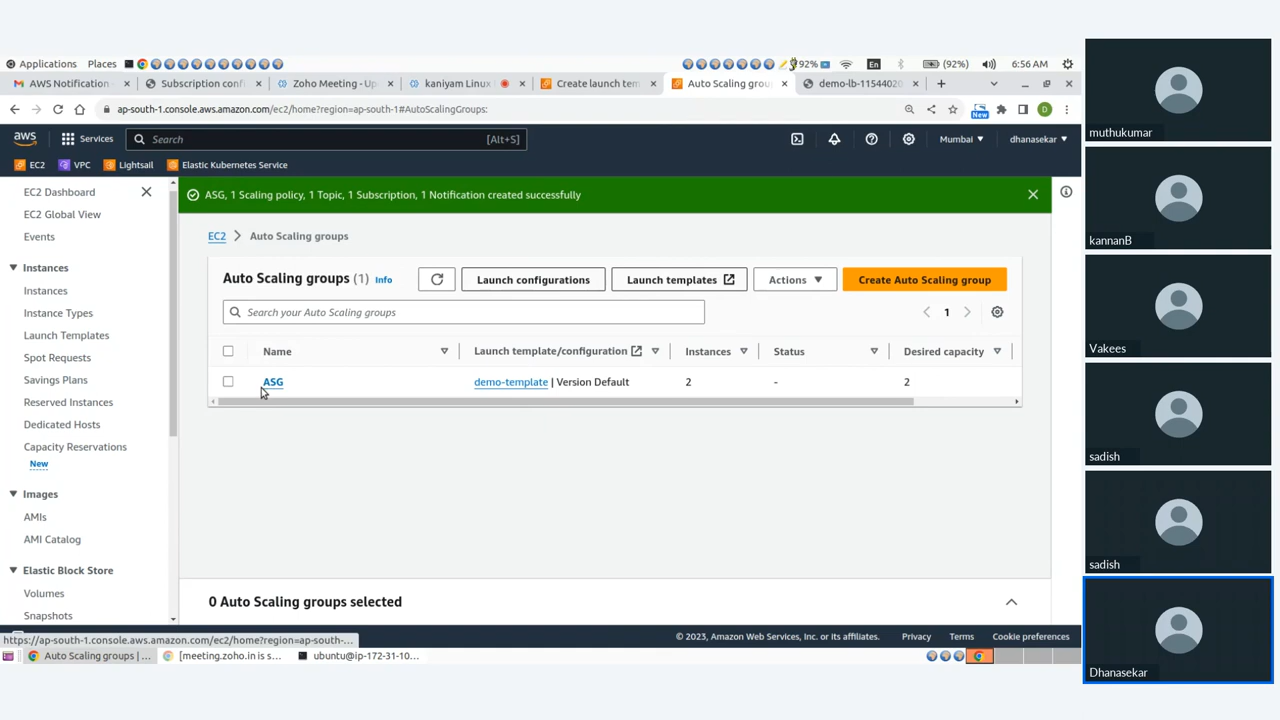 Applications Places 92% En (92%) 6:56 AM
AWS Notification Subscription conf Zoho Meeting - Up kaniyam Linux Create launch tem Auto Scaling grou demo-lb-11544020
ap-south-1.console.aws.amazon.com/ec2/home?region=ap-south-1#AutoScalingGroups: New D
aws Services Search [Alt+S] Mumbai dhanasekar
EC2 VPC Lightsail Elastic Kubernetes Service
EC2 Dashboard
EC2 Global View
Events
Instances
Instances
Instance Types
Launch Templates
Spot Requests
Savings Plans
Reserved Instances
Dedicated Hosts
Capacity Reservations
New
Images
AMIs
AMI Catalog
Elastic Block Store
Volumes
Snapshots
ASG, 1 Scaling policy, 1 Topic, 1 Subscription, 1 Notification created successfully
EC2 Auto Scaling groups
Auto Scaling groups (1) Info Launch configurations Launch templates Actions Create Auto Scaling group
Search your Auto Scaling groups 1
Name Launch template/configuration Instances Status Desired capacity
ASG demo-template | Version Default 2 - 2
0 Auto Scaling groups selected
https://ap-south-1.console.aws.amazon.com/ec2/home?region=ap-south-...
© 2023, Amazon Web Services, Inc. or its affiliates. Privacy Terms Cookie preferences
Auto Scaling groups | ... [meeting.zoho.in is s... ubuntu@ip-172-31-10...
muthukumar
kannanB
Vakees
sadish
sadish
Dhanasekar